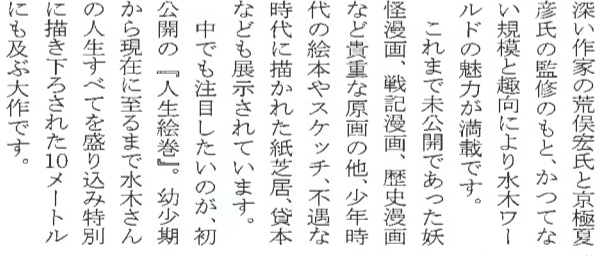 深い作家の荒俣宏氏と京極夏
彦氏の監修のもと、かつてな
い規模と趣向により水木ワー
ルドの魅力が満載です。
これまで未公開であった妖
怪漫画、戦記漫画、歴史漫画
など貴重な原画の他、少年時
代の絵本やスケッチ、不遇な
時代に描かれた紙芝居、貸本
なども展示されています。
中でも注目したいのが、初
公開の『人生絵巻』。幼少期
から現在に至るまで水木さん
の人生すべてを盛り込み特別
に描き下ろされた10メートル
にも及ぶ大作です。